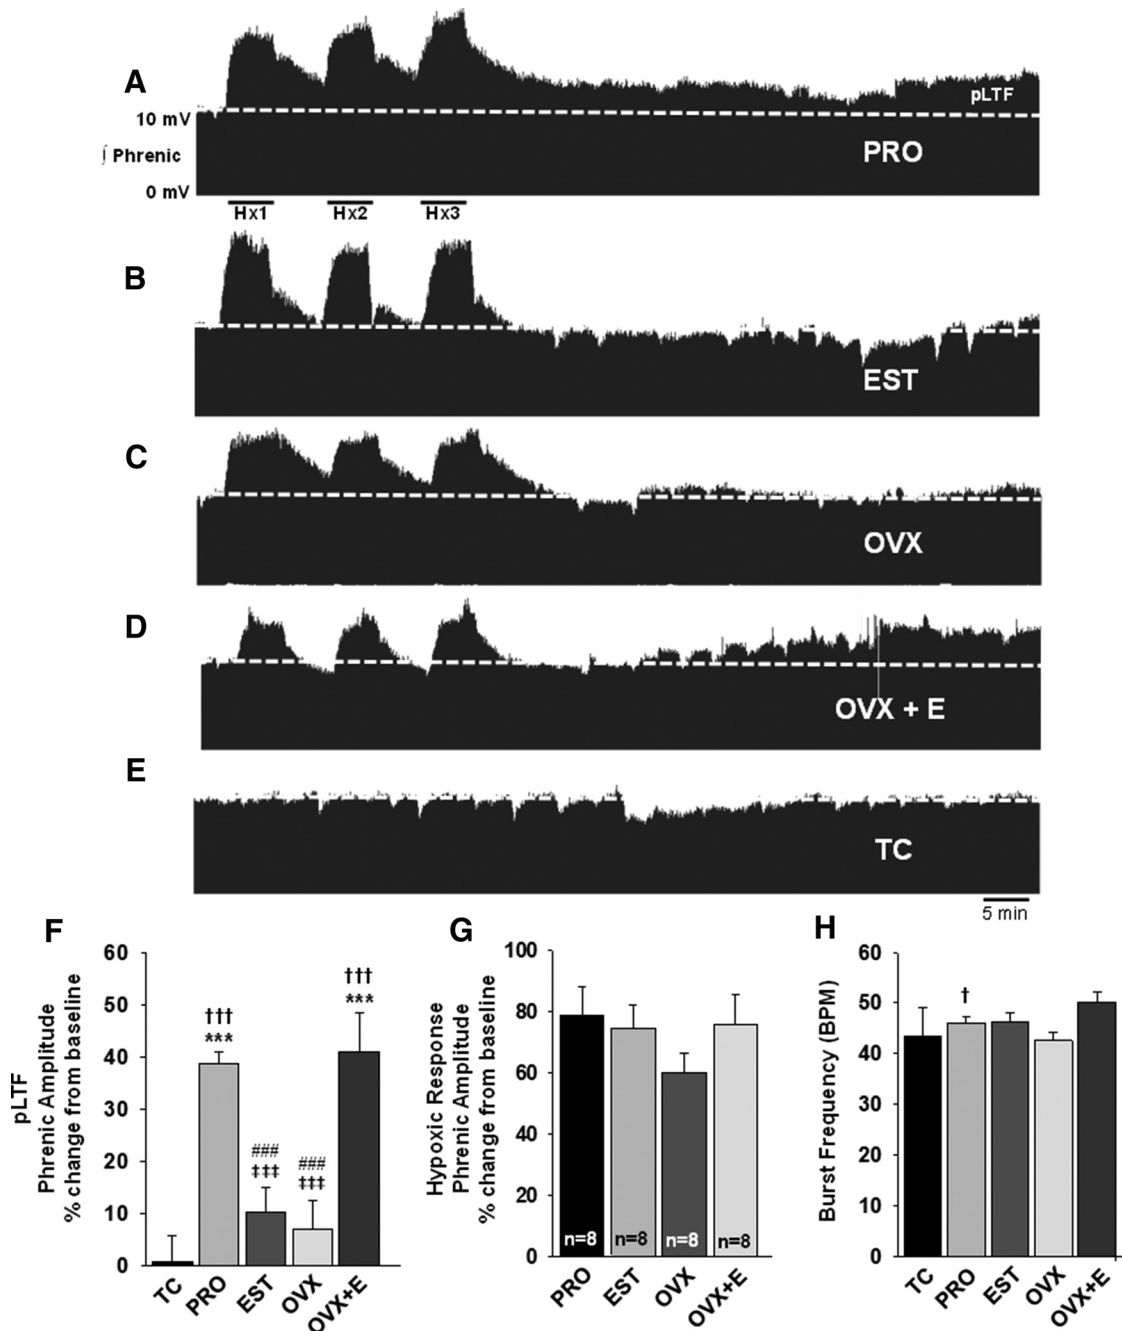 A
pLTF
10 mV
∫ Phrenic
PRO
0 mV
Hx1 Hx2 Hx3
B
EST
C
OVX
D
OVX + E
E
TC
5 min
F
pLTF
Phrenic Amplitude
% change from baseline
60
50
40
30
20
10
0
†††
***
###
‡‡‡
###
‡‡‡
†††
***
TC PRO EST OVX OVX+E
G
Hypoxic Response
Phrenic Amplitude
% change from baseline
100
80
60
40
20
0
n=8 n=8 n=8 n=8
PRO EST OVX OVX+E
H
Burst Frequency (BPM)
60
50
40
30
20
10
0
†
TC PRO EST OVX OVX+E